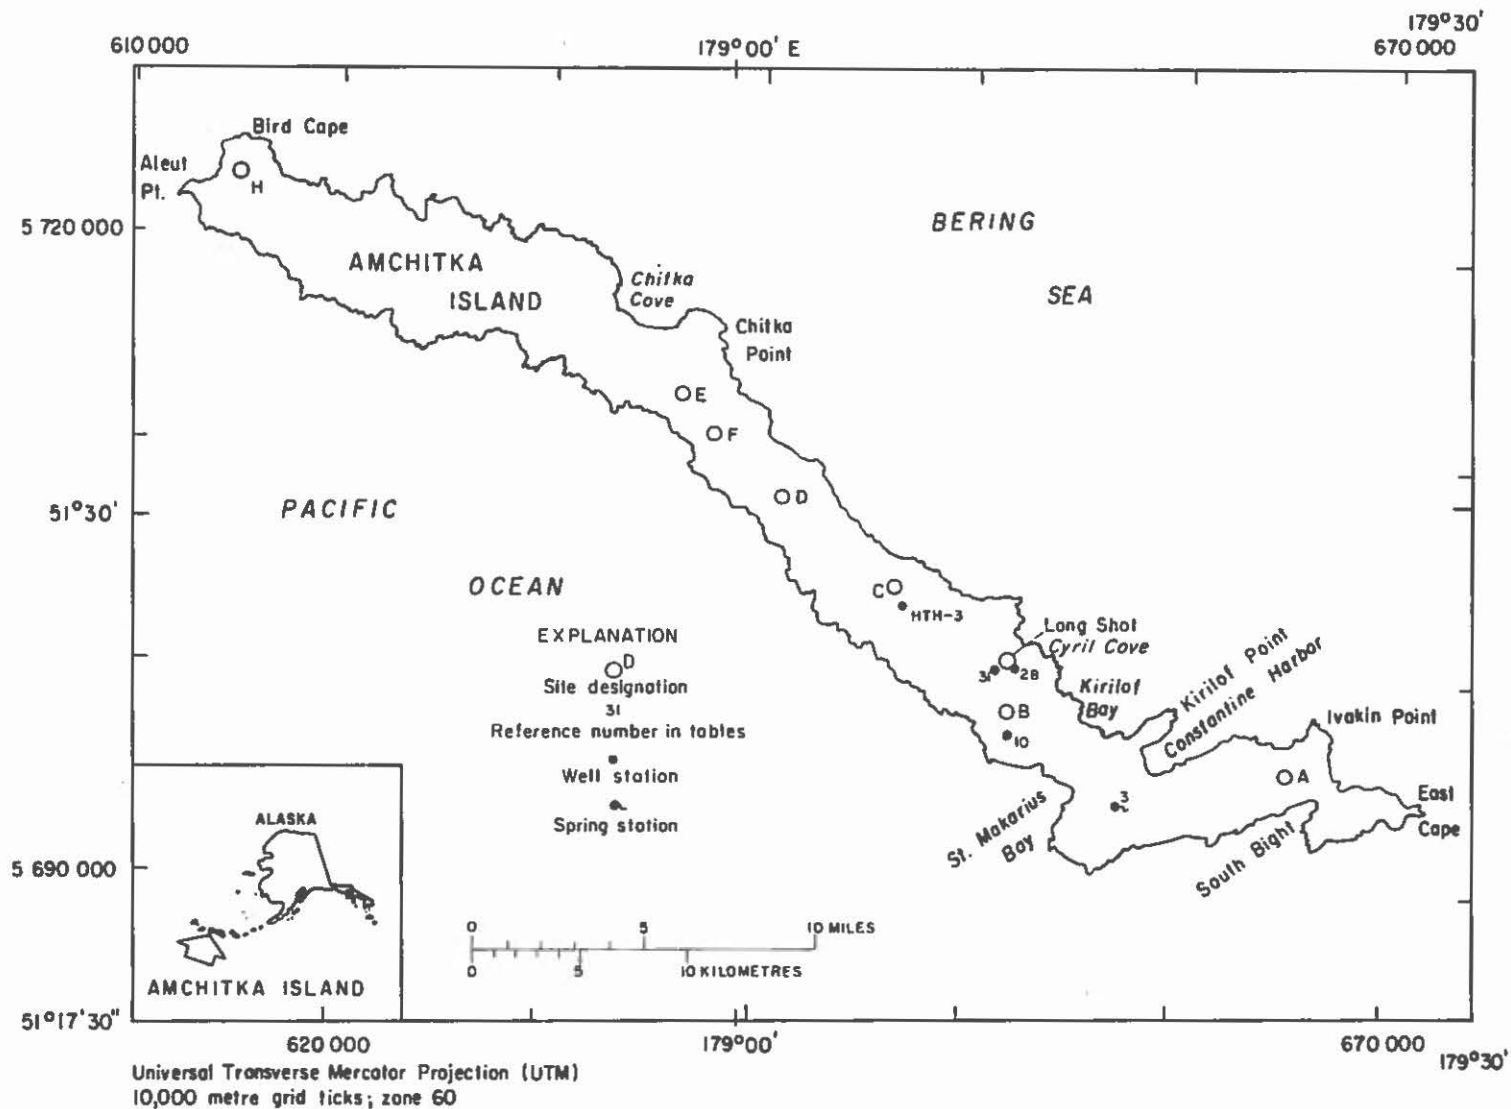 179°30'
610 000 179°00' E 670 000
Bird Cape
Aleut
Pt.
H
5 720 000
BERING
SEA
AMCHITKA
ISLAND
Chitka
Cove
Chitka
Point
E
F
D
51°30'
PACIFIC
OCEAN
C
HTH-3
Long Shot
Cyril Cove
31 28
Kirilof
Bay
Kirilof Point
Constantine Harbor
Ivakin Point
B
10
A
3
East
Cape
St. Makarius
Bay
South Bight
EXPLANATION
D
Site designation
31
Reference number in tables
Well station
Spring station
5 690 000
ALASKA
AMCHITKA ISLAND
0 5 10 MILES
0 5 10 KILOMETRES
51°17'30"
620 000 179°00' 670 000
179°30'
Universal Transverse Mercator Projection (UTM)
10,000 metre grid ticks; zone 60